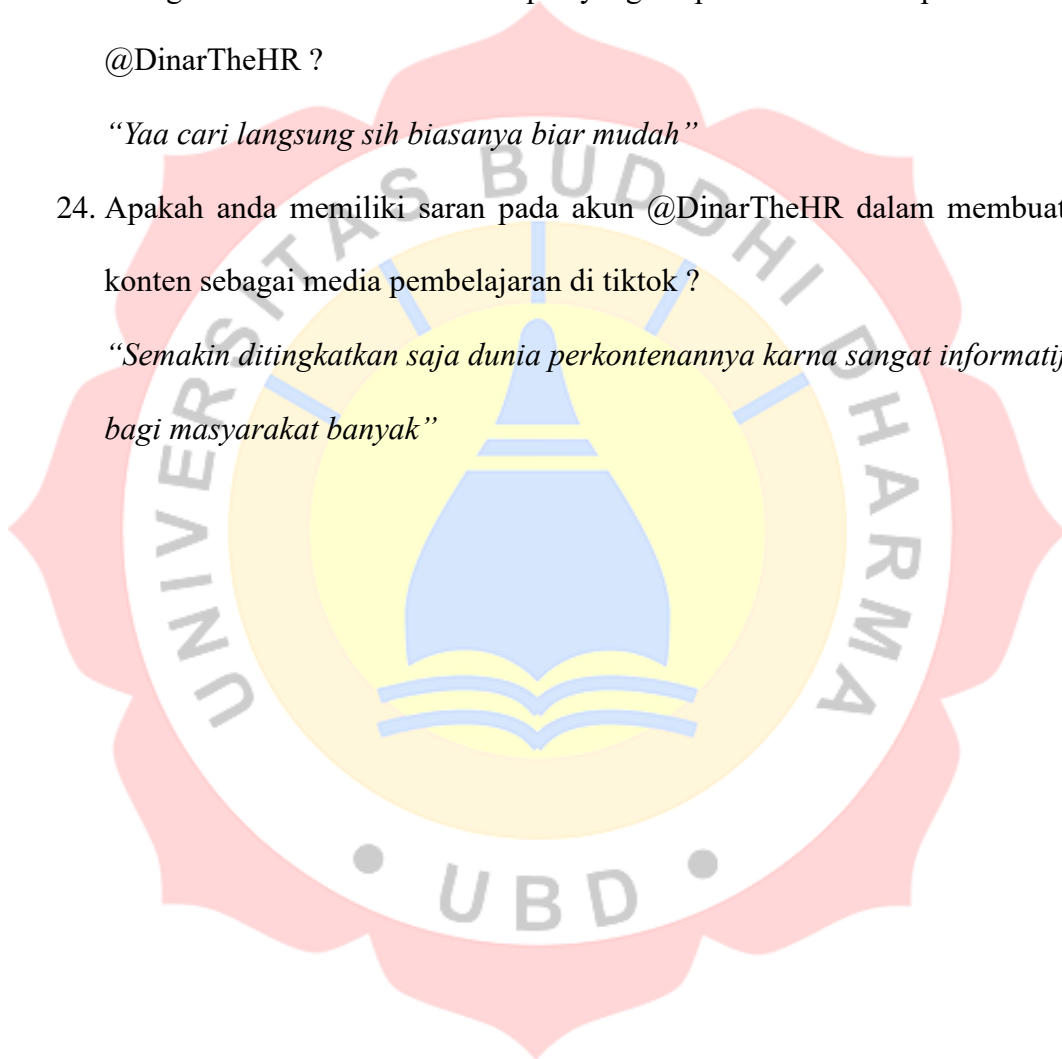 @DinarTheHR ?
“Yaa cari langsung sih biasanya biar mudah”
24. Apakah anda memiliki saran pada akun @DinarTheHR dalam membuat
konten sebagai media pembelajaran di tiktok ?
“Semakin ditingkatkan saja dunia perkontenannya karna sangat informatif
bagi masyarakat banyak”
UNIVERSITAS BUDDHI DHARMA
• UBD •